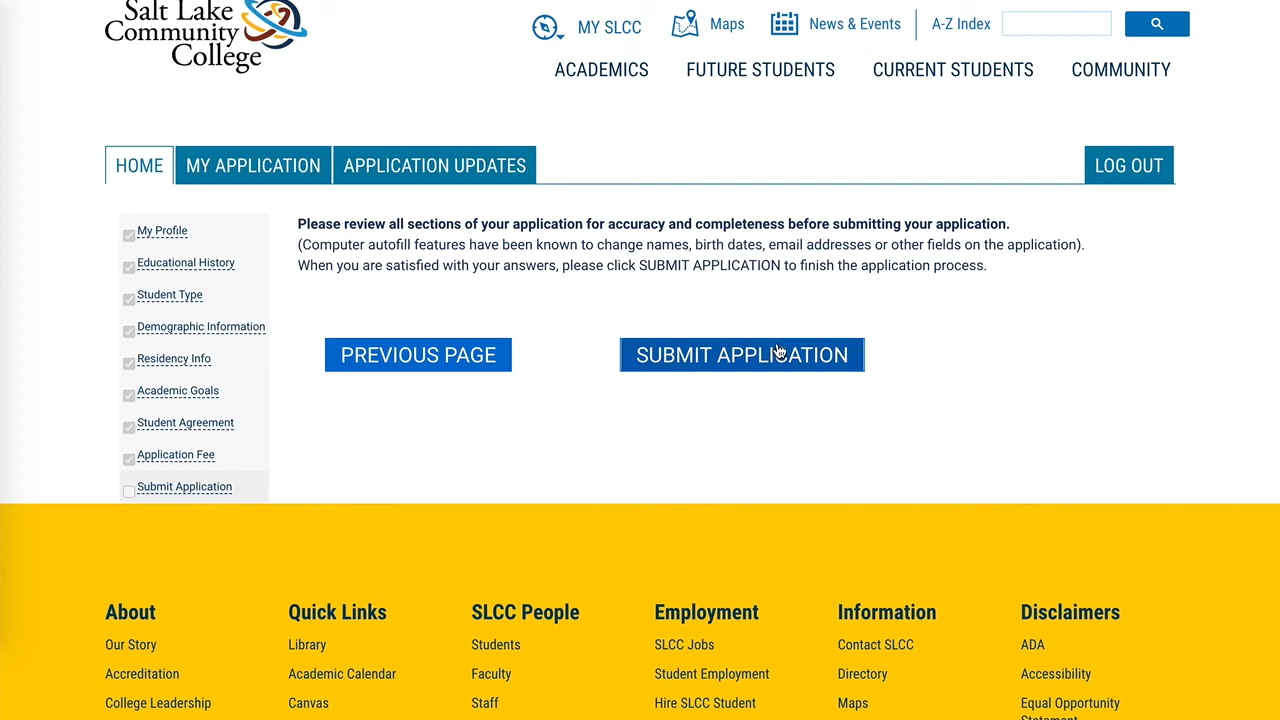 Salt Lake
Community
College
MY SLCC
Maps
News & Events
A-Z Index
ACADEMICS
FUTURE STUDENTS
CURRENT STUDENTS
COMMUNITY
HOME
MY APPLICATION
APPLICATION UPDATES
LOG OUT
My Profile
Educational History
Student Type
Demographic Information
Residency Info
Academic Goals
Student Agreement
Application Fee
Submit Application
Please review all sections of your application for accuracy and completeness before submitting your application.
(Computer autofill features have been known to change names, birth dates, email addresses or other fields on the application).
When you are satisfied with your answers, please click SUBMIT APPLICATION to finish the application process.
PREVIOUS PAGE
SUBMIT APPLICATION
About
Our Story
Accreditation
College Leadership
Quick Links
Library
Academic Calendar
Canvas
SLCC People
Students
Faculty
Staff
Employment
SLCC Jobs
Student Employment
Hire SLCC Student
Information
Contact SLCC
Directory
Maps
Disclaimers
ADA
Accessibility
Equal Opportunity
Statement